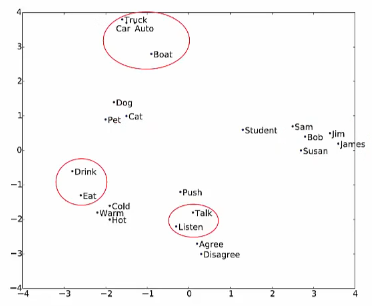 4
3
2
1
0
−1
−2
−3
−4
Truck
Car Auto
Boat
Dog
Pet
Cat
Student
Sam
Bob
Jim
James
Susan
Drink
Eat
Cold
Warm
Hot
Push
Talk
Listen
Agree
Disagree
−4 −3 −2 −1 0 1 2 3 4